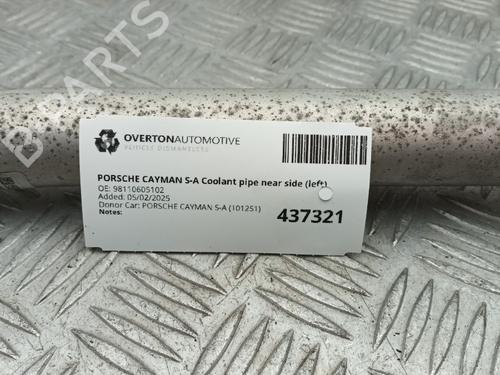 B PARTS
OVERTONAUTOMOTIVE
VEHICLE DISMANTLERS
PORSCHE CAYMAN S-A Coolant pipe near side (left)
OE: 98110605102
Added: 05/02/2025
Donor Car: PORSCHE CAYMAN S-A (101251)
Notes:
437321